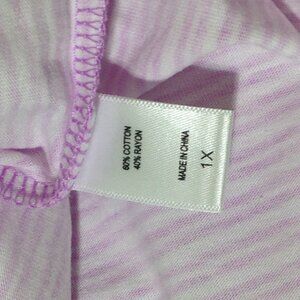 60% COTTON
40% RAYON
MADE IN CHINA
1X